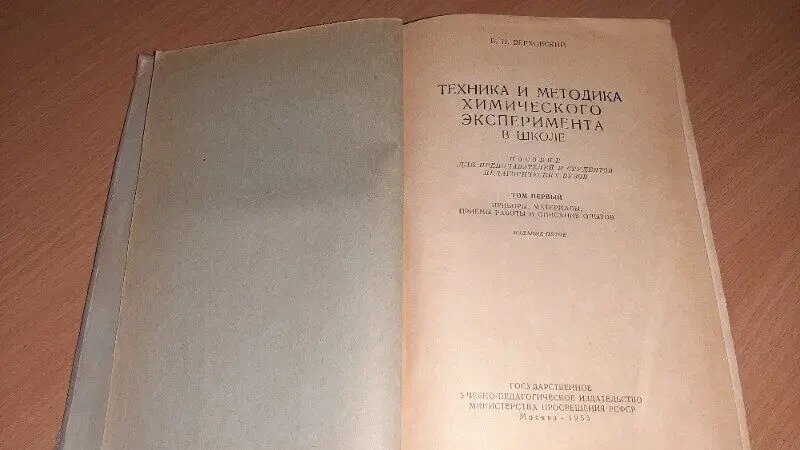 В. Н. ВЕРХОВСКИЙ
ТЕХНИКА И МЕТОДИКА
ХИМИЧЕСКОГО
ЭКСПЕРИМЕНТА
В ШКОЛЕ
ПОСОБИЕ
ДЛЯ ПРЕПОДАВАТЕЛЕЙ И СТУДЕНТОВ
ПЕДАГОГИЧЕСКИХ ВУЗОВ
ТОМ ПЕРВЫЙ
ПРИБОРЫ, МАТЕРИАЛЫ,
ПРИЕМЫ РАБОТЫ И ОПИСАНИЕ ОПЫТОВ
ИЗДАНИЕ ПЯТОЕ
ГОСУДАРСТВЕННОЕ
УЧЕБНО-ПЕДАГОГИЧЕСКОЕ ИЗДАТЕЛЬСТВО
МИНИСТЕРСТВА ПРОСВЕЩЕНИЯ РСФСР
Москва - 1953